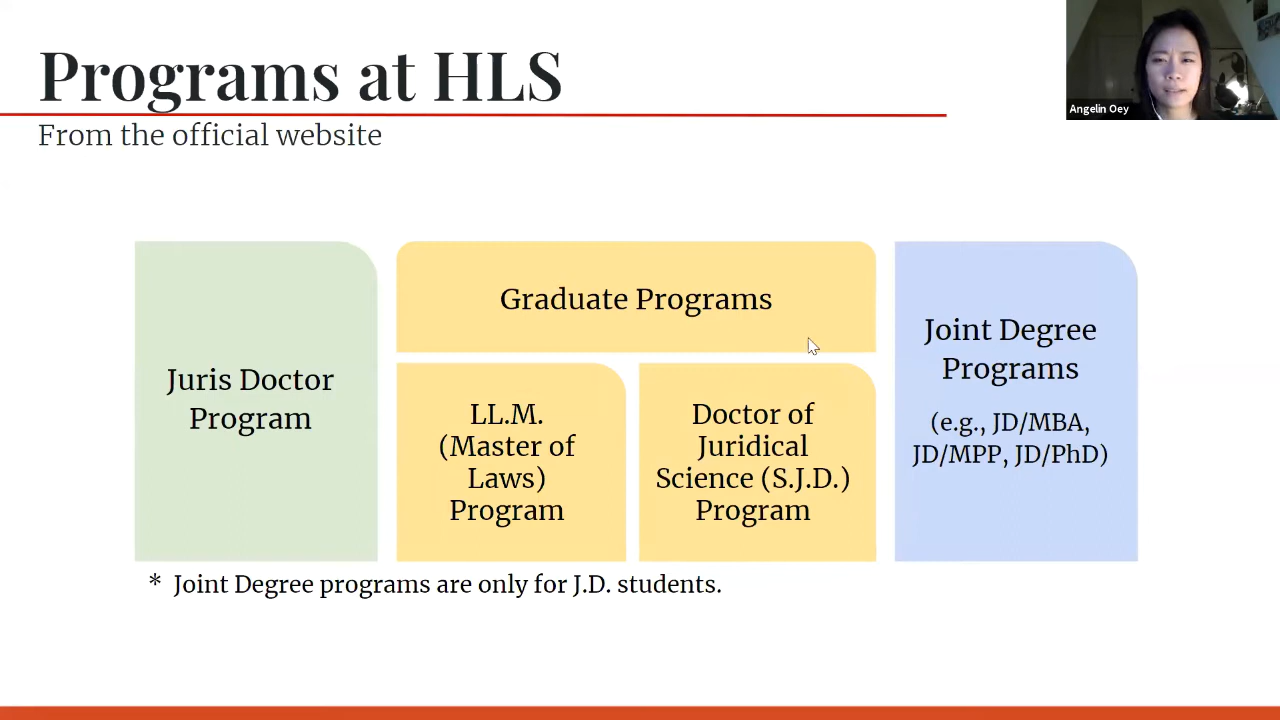 Programs at HLS
From the official website
Angelin Oey
Juris Doctor
Program
Graduate Programs
LL.M.
(Master of
Laws)
Program
Doctor of
Juridical
Science (S.J.D.)
Program
Joint Degree
Programs
(e.g., JD/MBA,
JD/MPP, JD/PhD)
* Joint Degree programs are only for J.D. students.